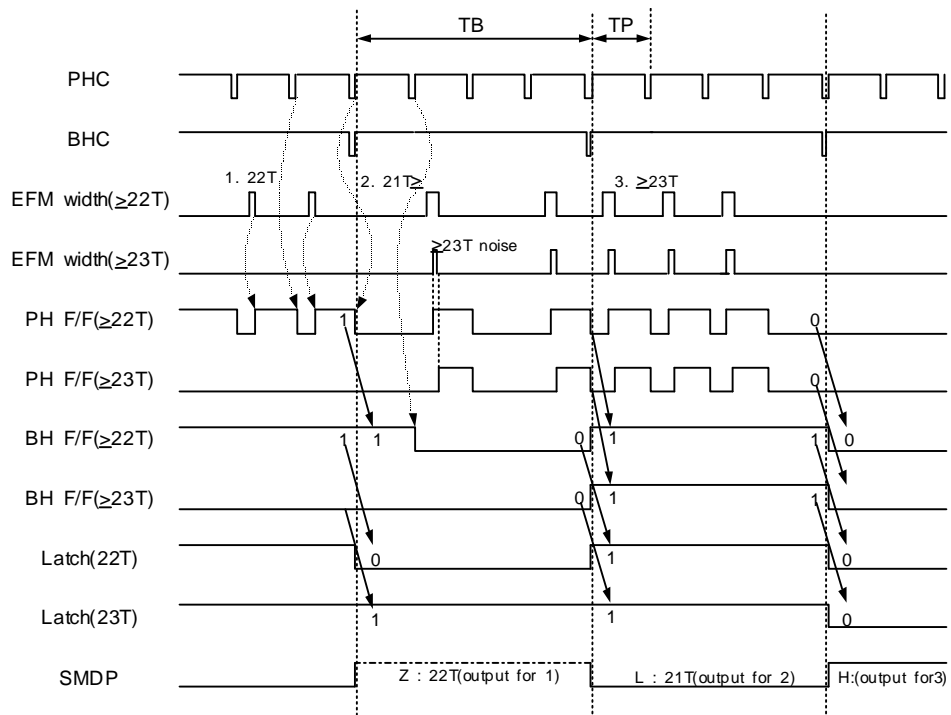 TB TP
PHC
BHC
1. 22T 2. 21T≥ 3. ≥23T
EFM width(≥22T)
≥23T noise
EFM width(≥23T)
PH F/F(≥22T) 1 0
PH F/F(≥23T) 0
BH F/F(≥22T) 1 1 0 1 1 0
BH F/F(≥23T) 0 1 1
Latch(22T) 0 1 0
Latch(23T) 1 1 0
SMDP Z : 22T(output for 1) L : 21T(output for 2) H:(output for3)